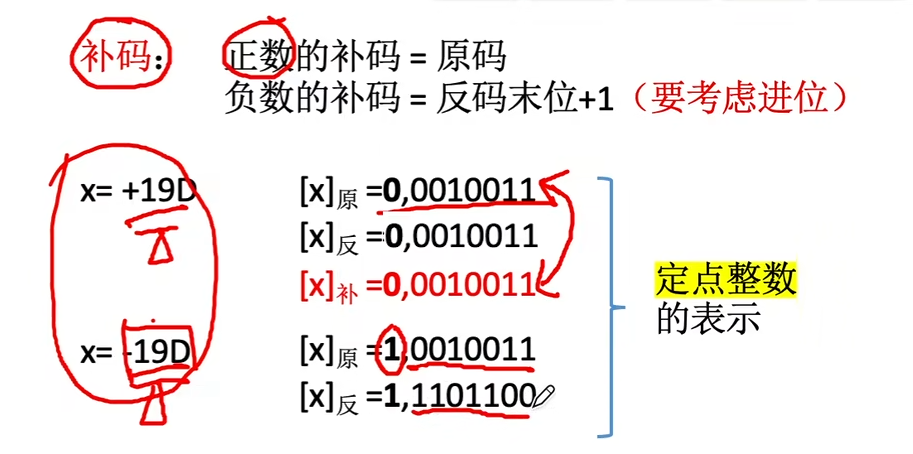 补码： 正数的补码 = 原码
负数的补码 = 反码末位+1（要考虑进位）
x= +19D [x]原 =0,0010011
[x]反 =0,0010011
[x]补 =0,0010011
定点整数
的表示
x= -19D [x]原 =1,0010011
[x]反 =1,1101100